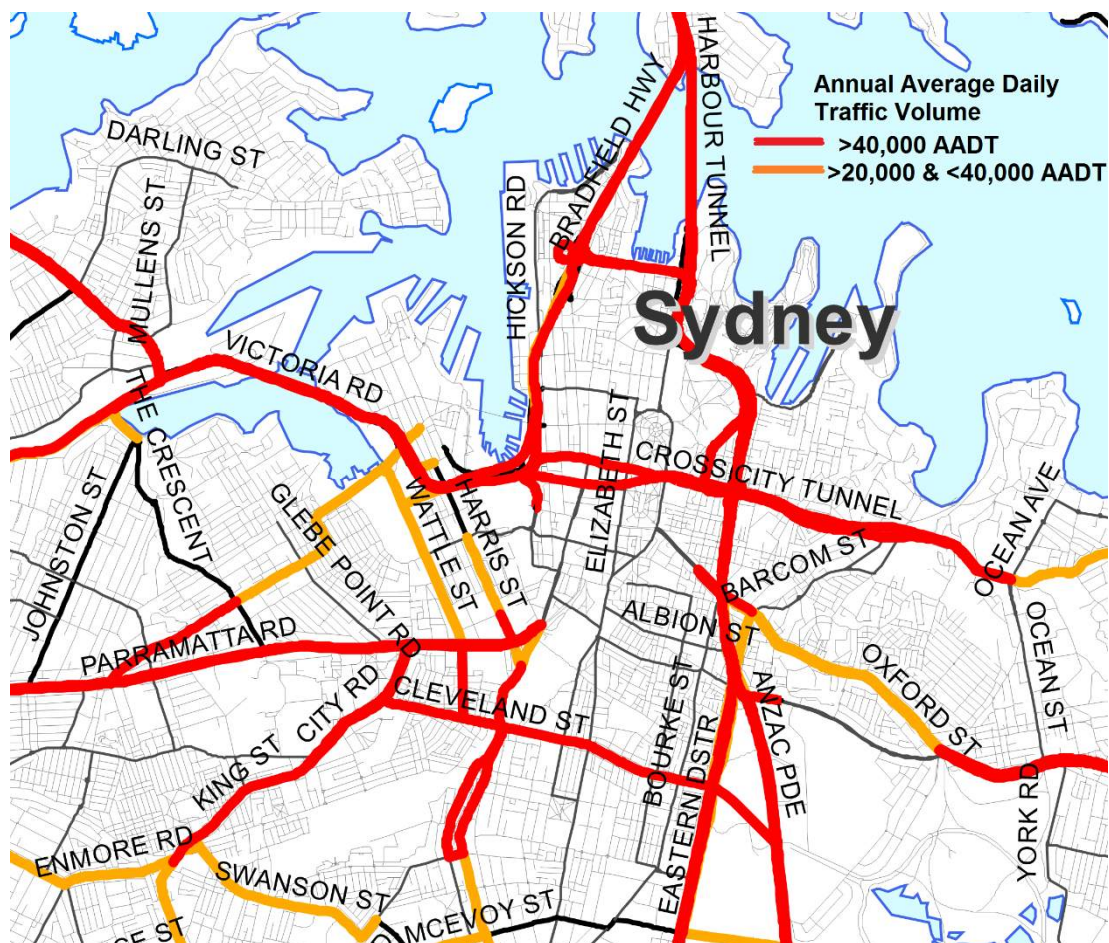 HARBOUR TUNNEL
Annual Average Daily
Traffic Volume
>40,000 AADT
>20,000 & <40,000 AADT
BRADFIELD HWY
DARLING ST
MULLENS ST
HICKSON RD
Sydney
VICTORIA RD
THE CRESCENT
ELIZABETH ST
CROSS CITY TUNNEL
JOHNSTON ST
GLEBE POINT RD
WATTLE ST
HARRIS ST
OCEAN AVE
BARCOM ST
ALBION ST
PARRAMATTA RD
OXFORD ST
OCEAN ST
CITY RD
CLEVELAND ST
BOURKE ST
ANZAC PDE
KING ST
EASTERN DSTR
YORK RD
ENMORE RD
SWANSON ST
MCEVOY ST